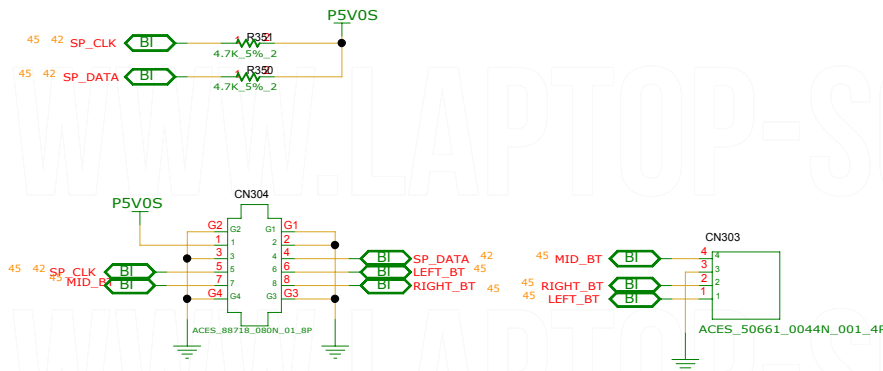 P5V0S
45 42 SP_CLK BI 1 R351 2
4.7K_5%_2
45 42 SP_DATA BI 1 R350 2
4.7K_5%_2
WWW.LAPTOP-S
CN304
P5V0S
G2 G2 G1 G1
1 1 2 2
3 3 4 4 BI SP_DATA 42
45 42 SP_CLK BI 5 5 6 6 BI LEFT_BT 45
45 MID_BT BI 7 7 8 8 BI RIGHT_BT 45
G4 G4 G3 G3
ACES_88718_080N_01_8P
CN303
45 MID_BT BI 4 4
3 3
45 RIGHT_BT BI 2 2
45 LEFT_BT BI 1 1
ACES_50661_0044N_001_4P